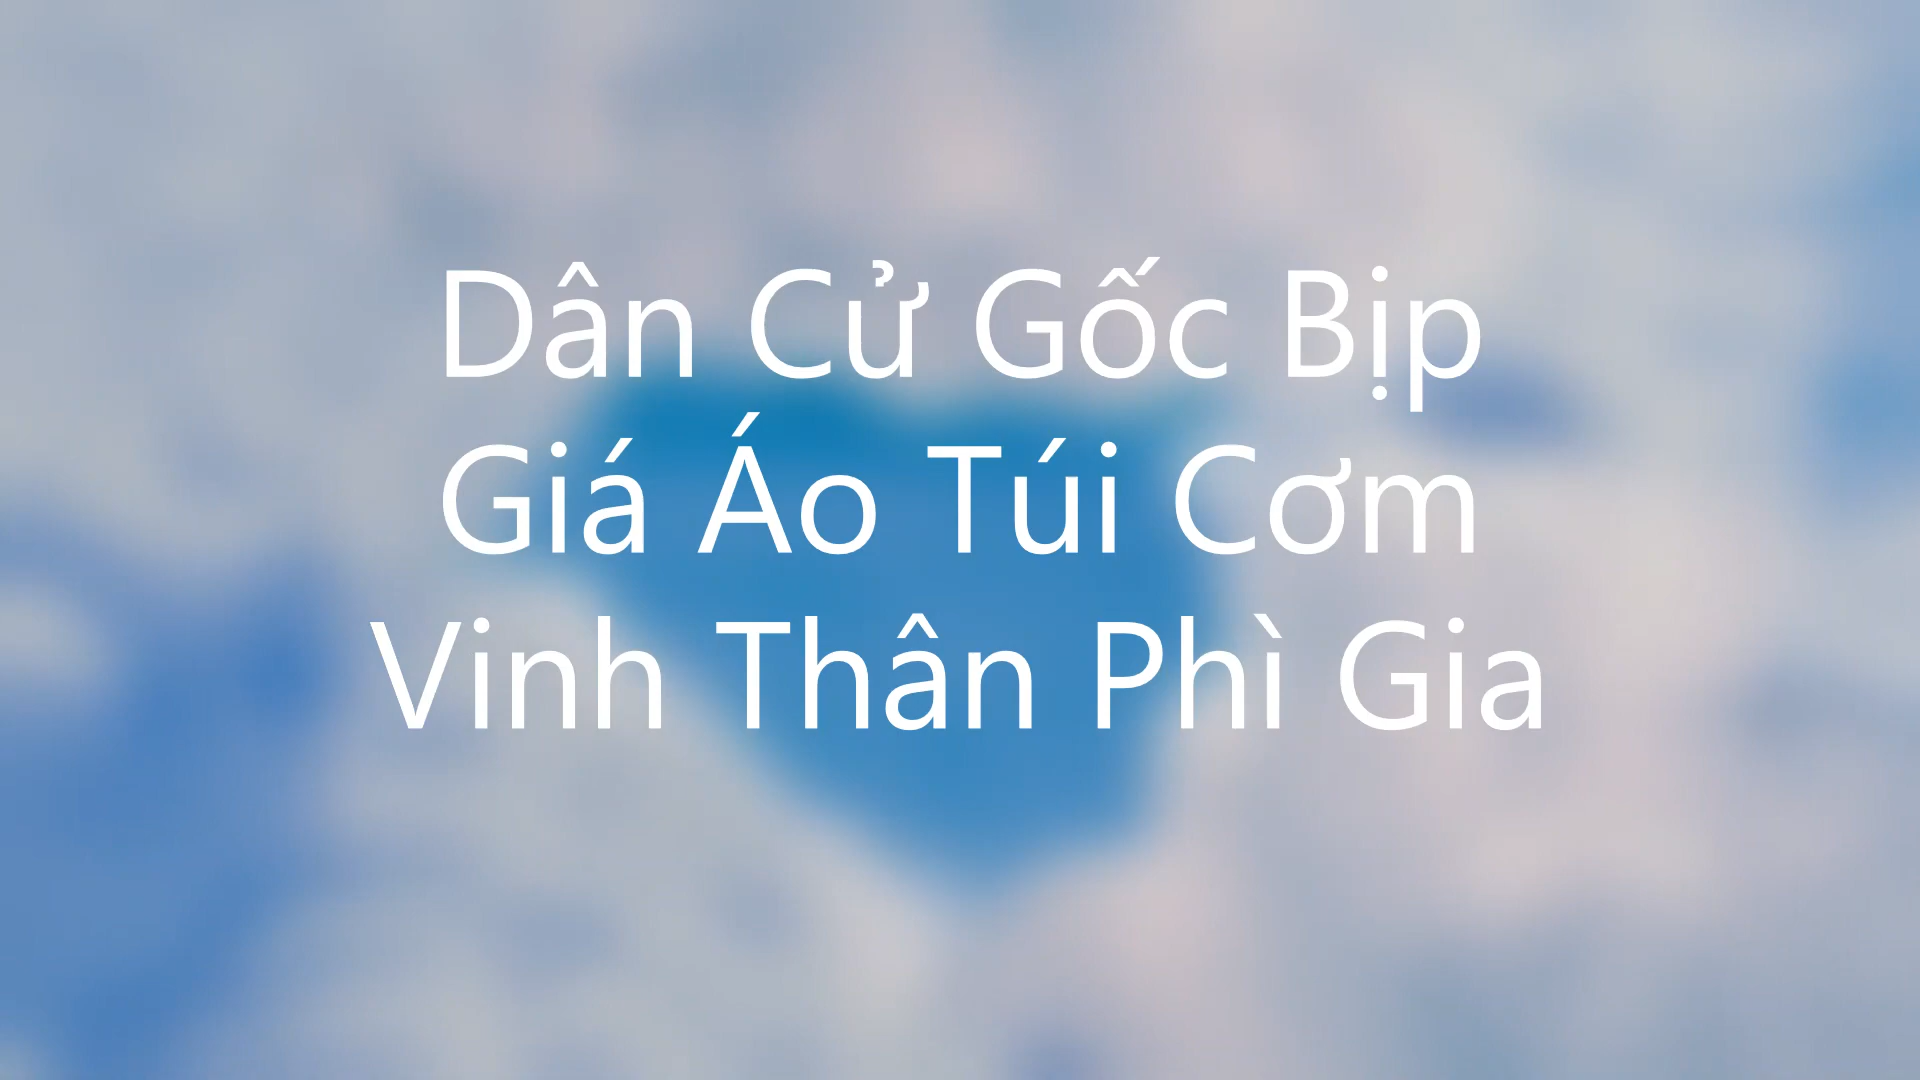 Dân Cử Gốc Bịp
Giá Áo Túi Cơm
Vinh Thân Phì Gia